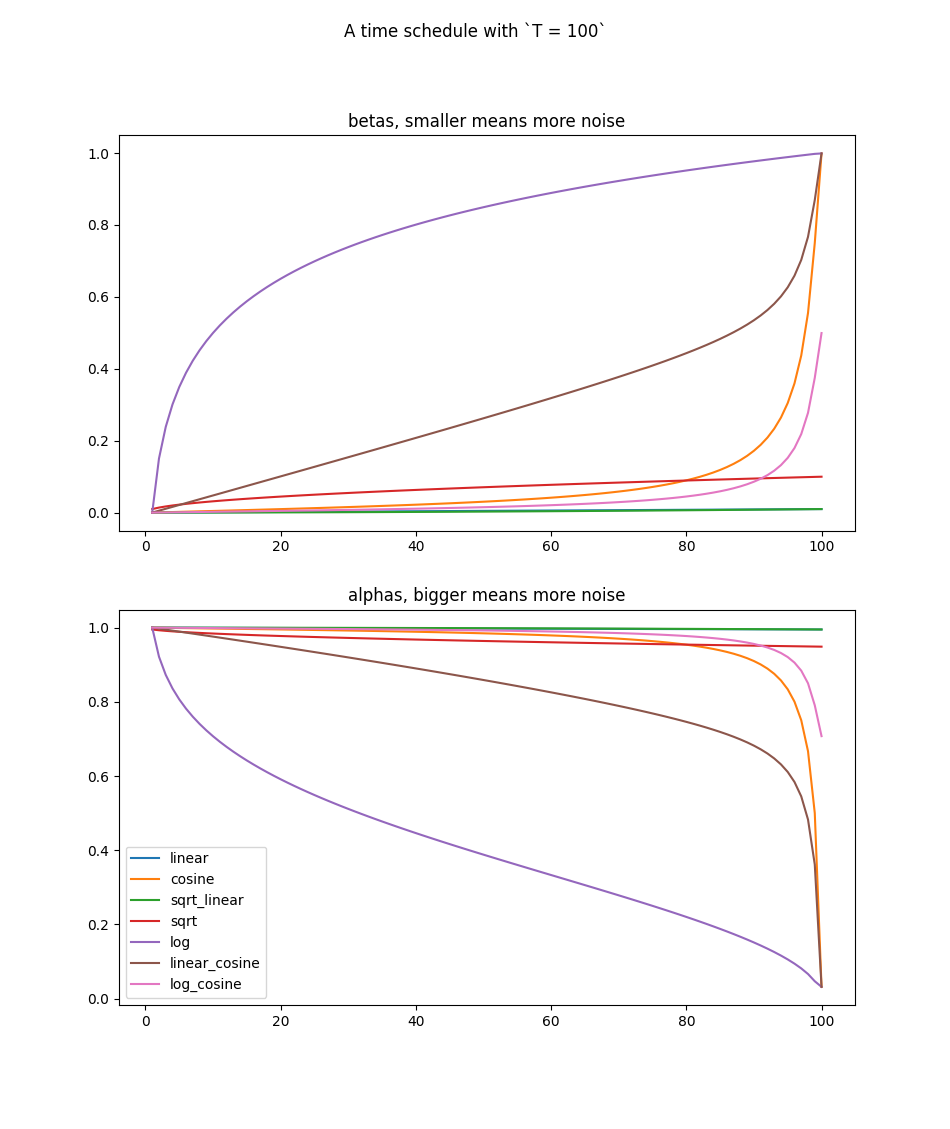 A time schedule with `T = 100`
betas, smaller means more noise
1.0
0.8
0.6
0.4
0.2
0.0
0 20 40 60 80 100
alphas, bigger means more noise
1.0
0.8
0.6
0.4
0.2
0.0
linear
cosine
sqrt_linear
sqrt
log
linear_cosine
log_cosine
0 20 40 60 80 100